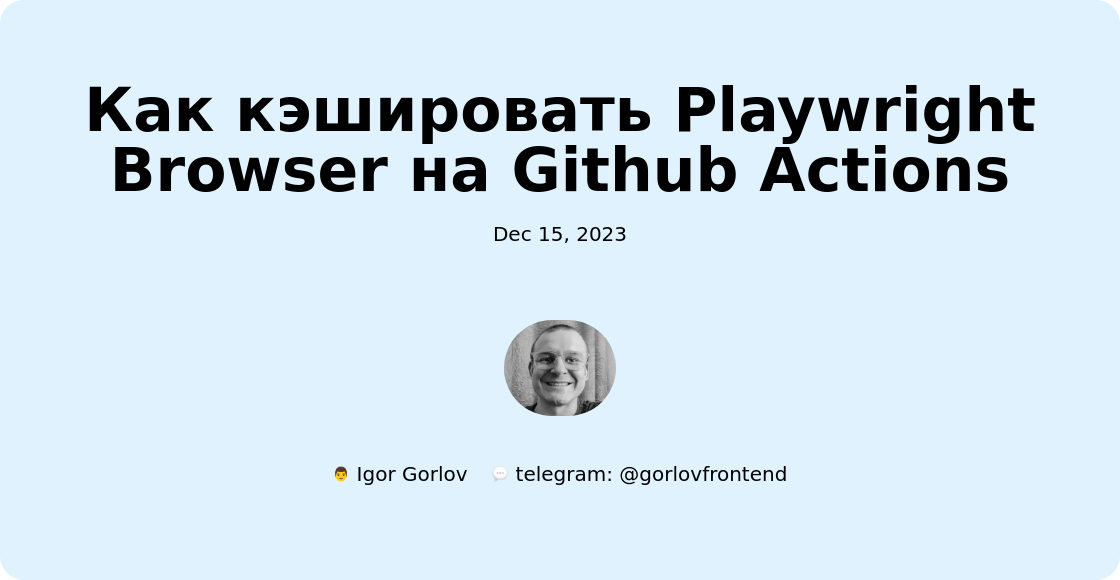 Как кэшировать Playwright
Browser на Github Actions
Dec 15, 2023
👨 Igor Gorlov 💬 telegram: @gorlovfrontend